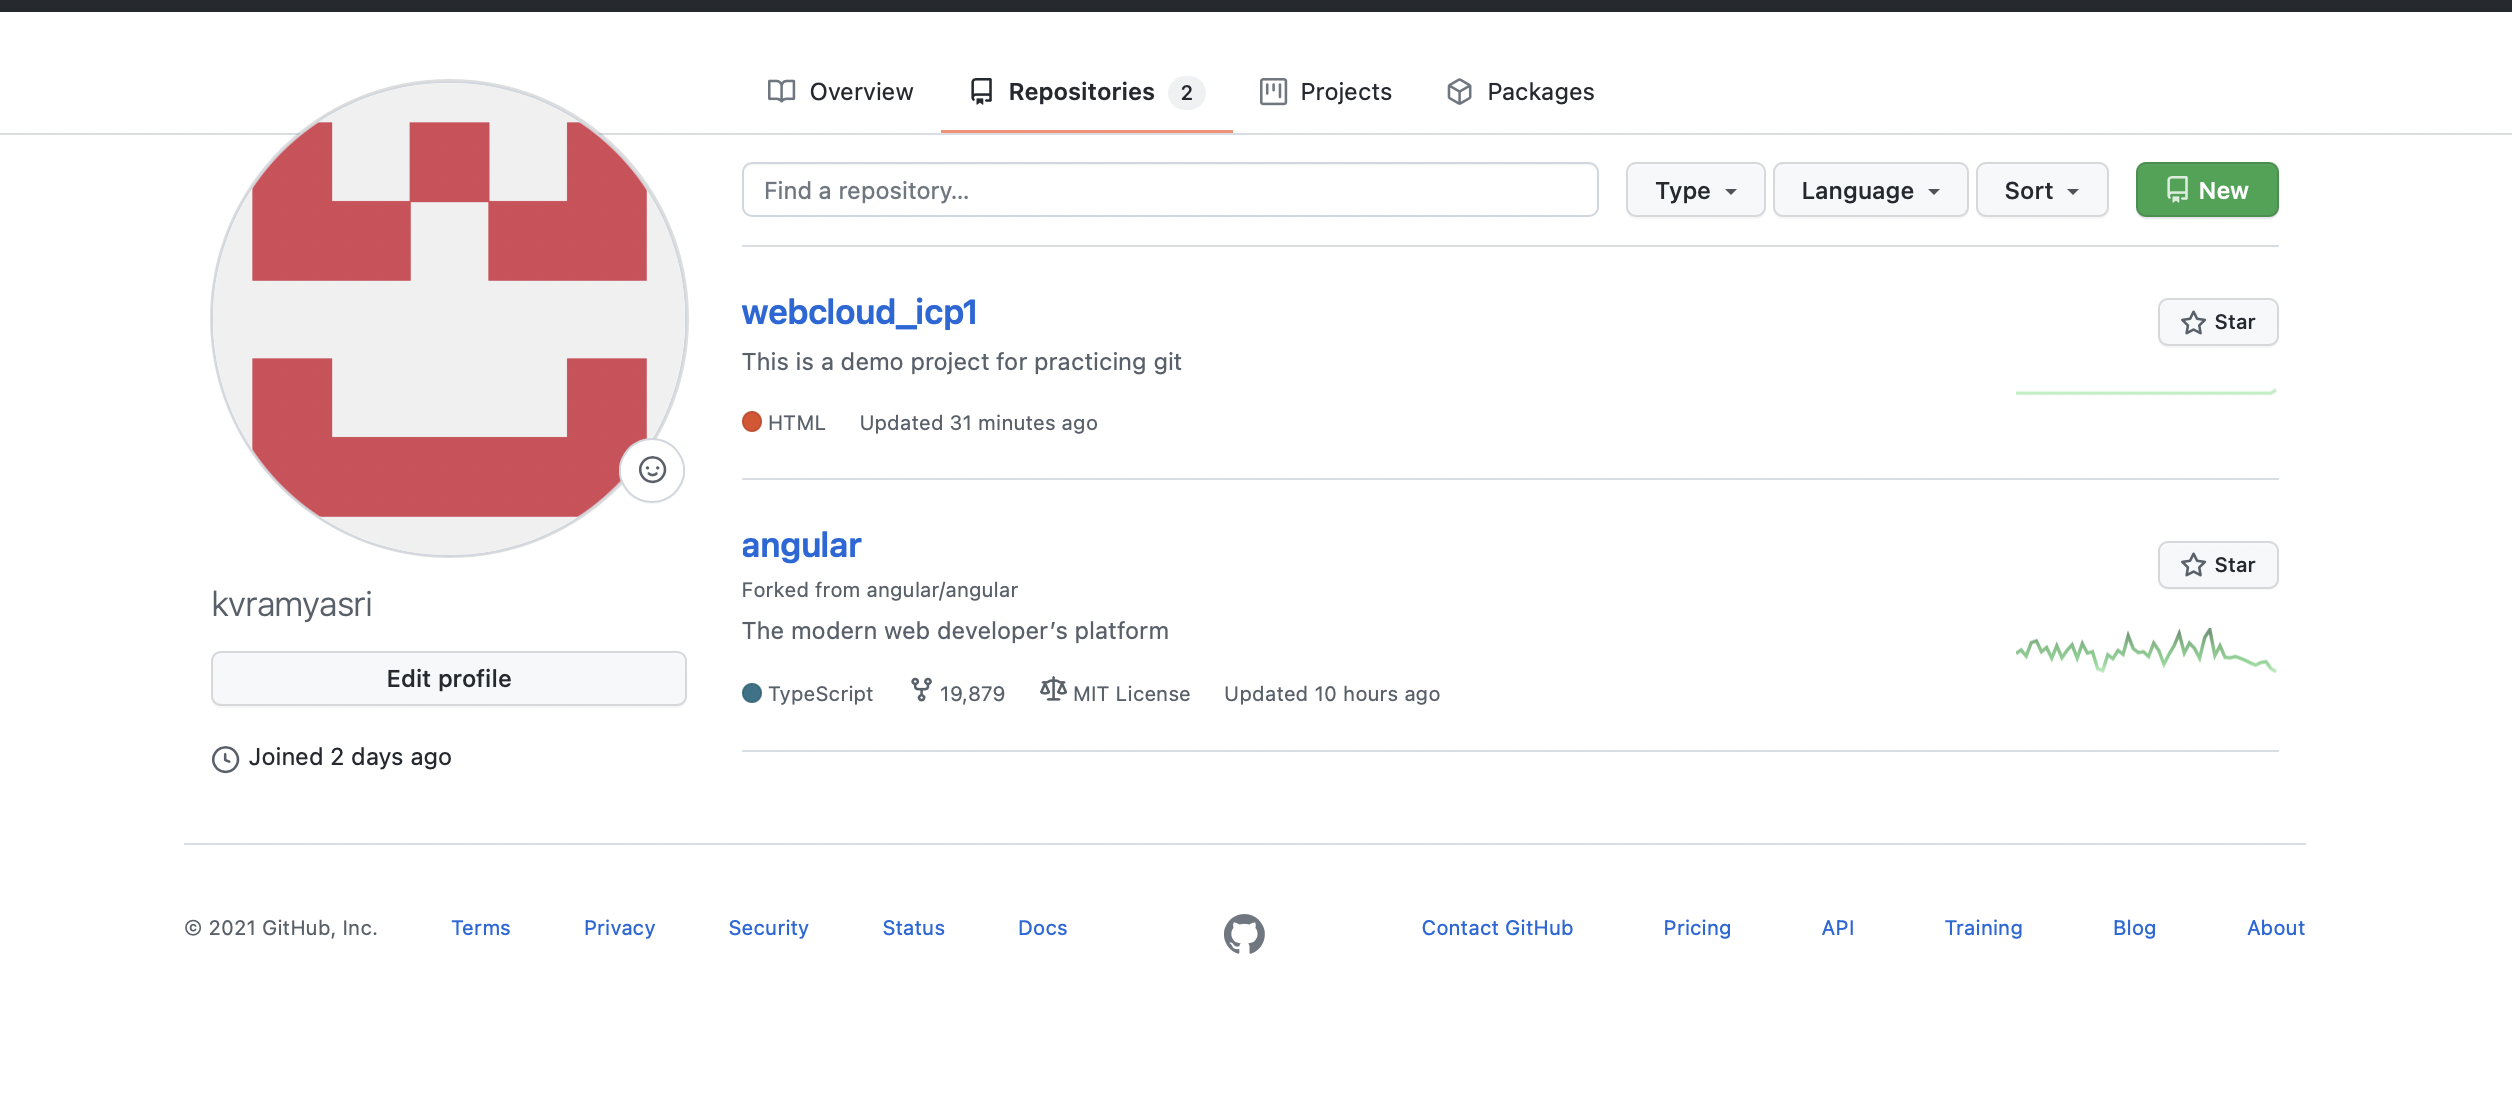 Overview Repositories 2 Projects Packages
Find a repository... Type Language Sort New
webcloud_icp1 Star
This is a demo project for practicing git
HTML Updated 31 minutes ago
angular Star
Forked from angular/angular
The modern web developer’s platform
TypeScript 19,879 MIT License Updated 10 hours ago
kvramyasri
Edit profile
Joined 2 days ago
© 2021 GitHub, Inc. Terms Privacy Security Status Docs Contact GitHub Pricing API Training Blog About